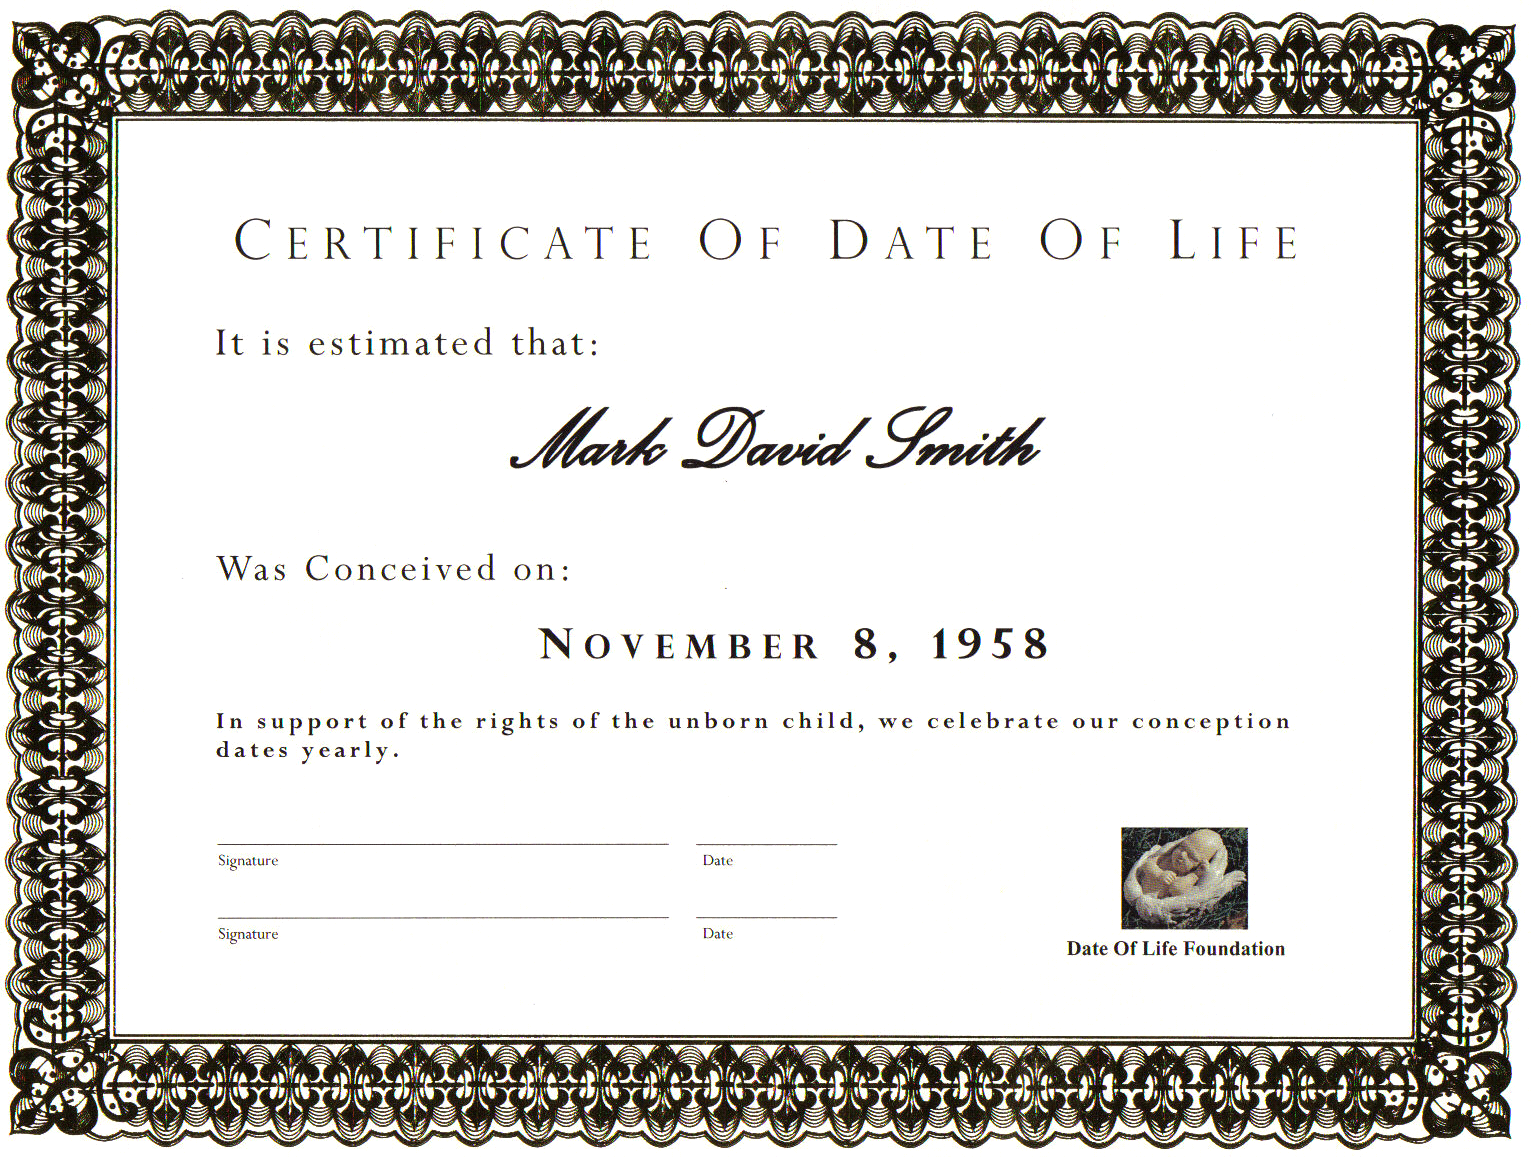 Certificate Of Date Of Life
It is estimated that:
Mark David Smith
Was Conceived on:
November 8, 1958
In support of the rights of the unborn child, we celebrate our conception
dates yearly.
Signature Date
Signature Date
Date Of Life Foundation